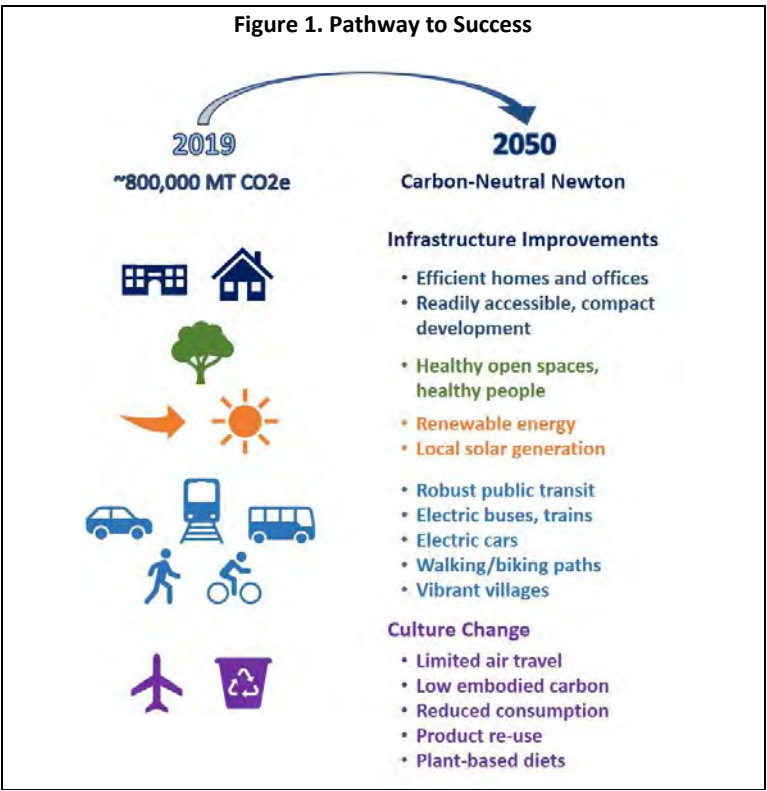 Figure 1. Pathway to Success
2019
2050
~800,000 MT CO2e
Carbon-Neutral Newton
Infrastructure Improvements
• Efficient homes and offices
• Readily accessible, compact
development
• Healthy open spaces,
healthy people
• Renewable energy
• Local solar generation
• Robust public transit
• Electric buses, trains
• Electric cars
• Walking/biking paths
• Vibrant villages
Culture Change
• Limited air travel
• Low embodied carbon
• Reduced consumption
• Product re-use
• Plant-based diets